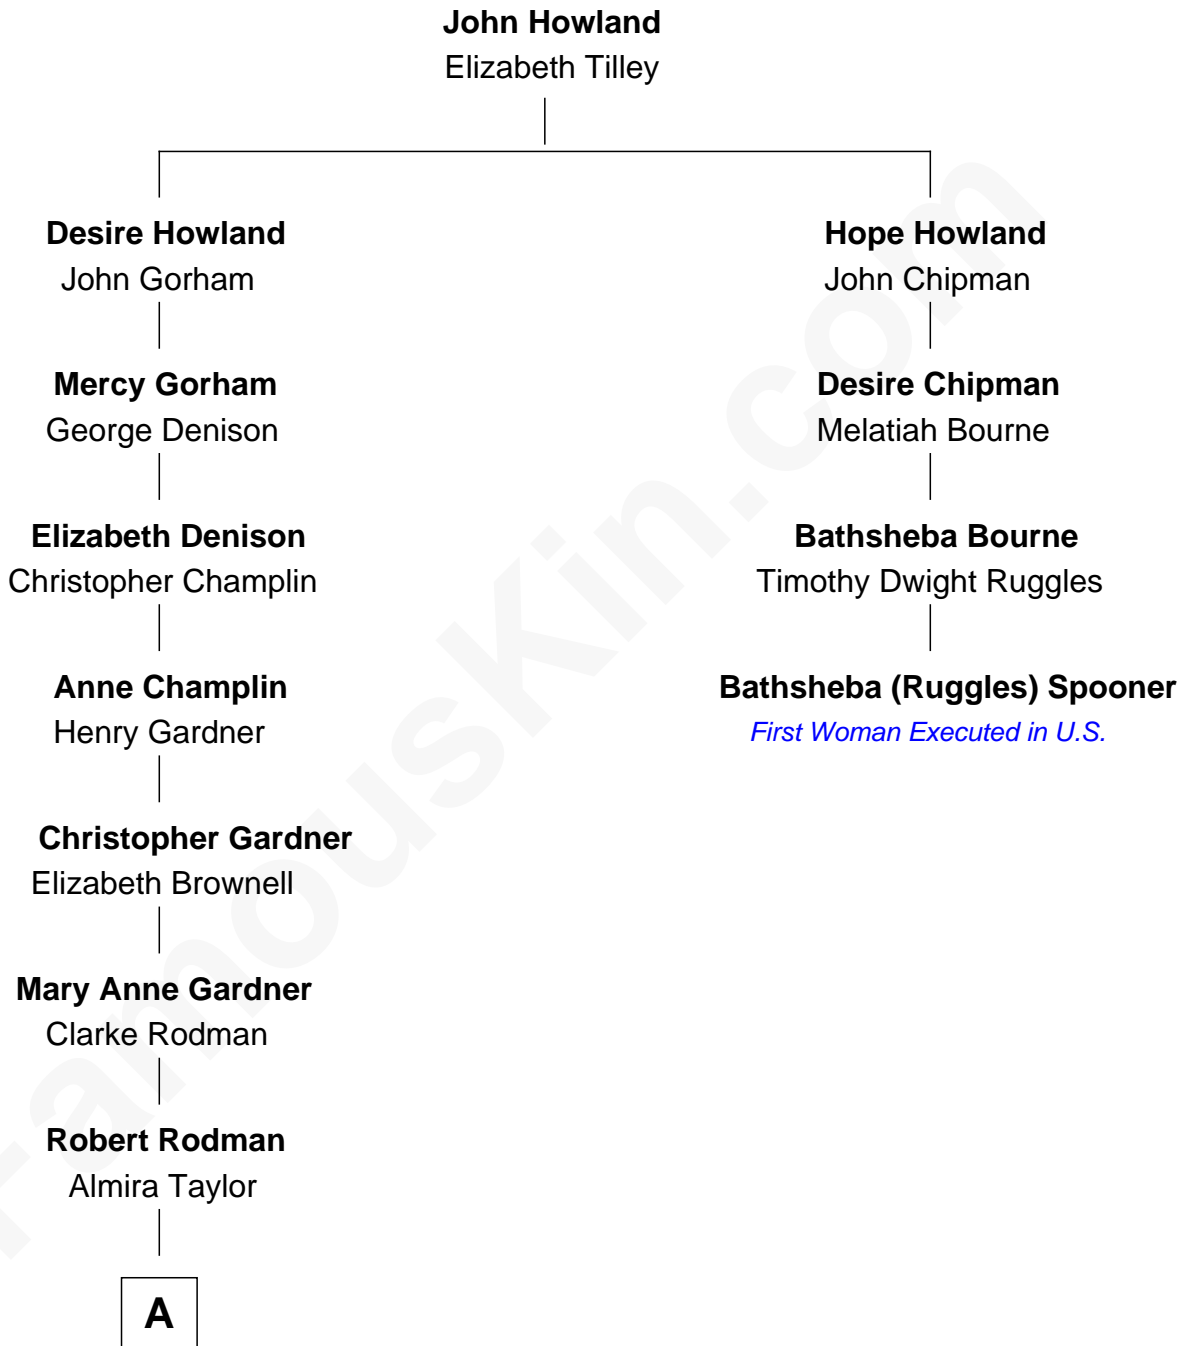 John Howland
Elizabeth Tilley
Desire Howland
John Gorham
Hope Howland
John Chipman
Mercy Gorham
George Denison
Desire Chipman
Melatiah Bourne
Elizabeth Denison
Christopher Champlin
Bathsheba Bourne
Timothy Dwight Ruggles
Anne Champlin
Henry Gardner
Bathsheba (Ruggles) Spooner
First Woman Executed in U.S.
Christopher Gardner
Elizabeth Brownell
Mary Anne Gardner
Clarke Rodman
Robert Rodman
Almira Taylor
A
FamousKin.com